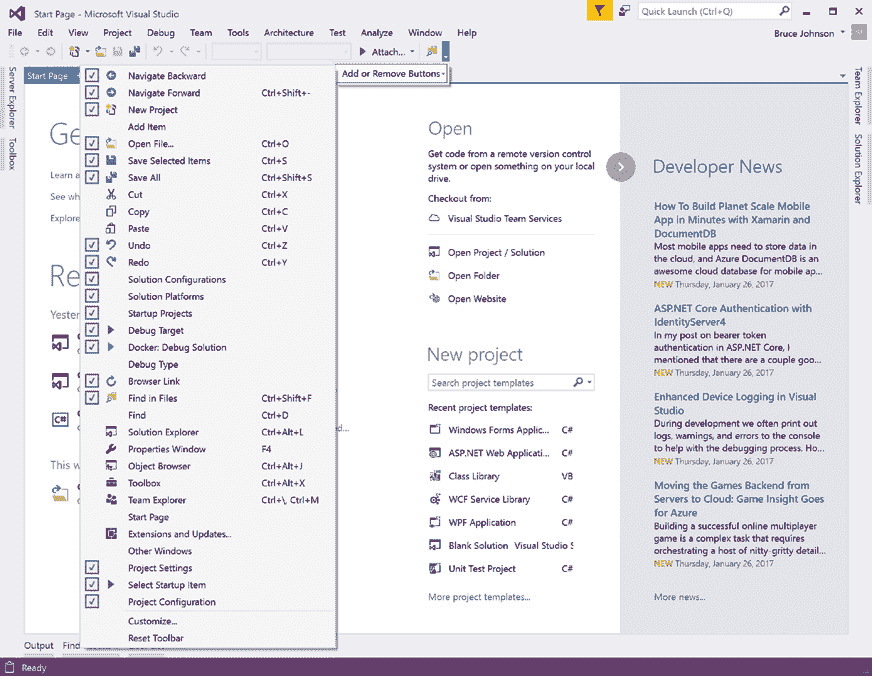 Start Page - Microsoft Visual Studio
Quick Launch (Ctrl+Q)
File Edit View Project Debug Team Tools Architecture Test Analyze Window Help
Bruce Johnson
Attach...
Server Explorer
Toolbox
Start Page
Add or Remove Buttons
Team Explorer
Solution Explorer
Navigate Backward
Navigate Forward Ctrl+Shift+-
New Project
Add Item
Open File... Ctrl+O
Save Selected Items Ctrl+S
Save All Ctrl+Shift+S
Cut Ctrl+X
Copy Ctrl+C
Paste Ctrl+V
Undo Ctrl+Z
Redo Ctrl+Y
Solution Configurations
Solution Platforms
Startup Projects
Debug Target
Docker: Debug Solution
Debug Type
Browser Link
Find in Files Ctrl+Shift+F
Find Ctrl+D
Solution Explorer Ctrl+Alt+L
Properties Window F4
Object Browser Ctrl+Alt+J
Toolbox Ctrl+Alt+X
Team Explorer Ctrl+\, Ctrl+M
Start Page
Extensions and Updates...
Other Windows
Project Settings
Select Startup Item
Project Configuration
Customize...
Reset Toolbar
Ge
Learn a
See wh
Explore
Re
Yester
C#
This w
Open
Get code from a remote version control
system or open something on your local
drive.
Checkout from:
Visual Studio Team Services
Open Project / Solution
Open Folder
Open Website
New project
Search project templates
Recent project templates:
Windows Forms Applic... C#
ASP.NET Web Applicati... C#
Class Library VB
WCF Service Library C#
WPF Application C#
Blank Solution Visual Studio S
Unit Test Project C#
More project templates...
Developer News
How To Build Planet Scale Mobile
App in Minutes with Xamarin and
DocumentDB
Most mobile apps need to store data in
the cloud, and Azure DocumentDB is an
awesome cloud database for mobile ap...
NEW Thursday, January 26, 2017
ASP.NET Core Authentication with
IdentityServer4
In my post on bearer token
authentication in ASP.NET Core, I
mentioned that there are a couple goo...
NEW Thursday, January 26, 2017
Enhanced Device Logging in Visual
Studio
During development we often print out
logs, warnings, and errors to the console
to help with the debugging process. Ho...
NEW Thursday, January 26, 2017
Moving the Games Backend from
Servers to Cloud: Game Insight Goes
for Azure
Building a successful online multiplayer
game is a complex task that requires
orchestrating a host of nitty-gritty detail...
NEW Thursday, January 26, 2017
More news...
Output Find
Ready